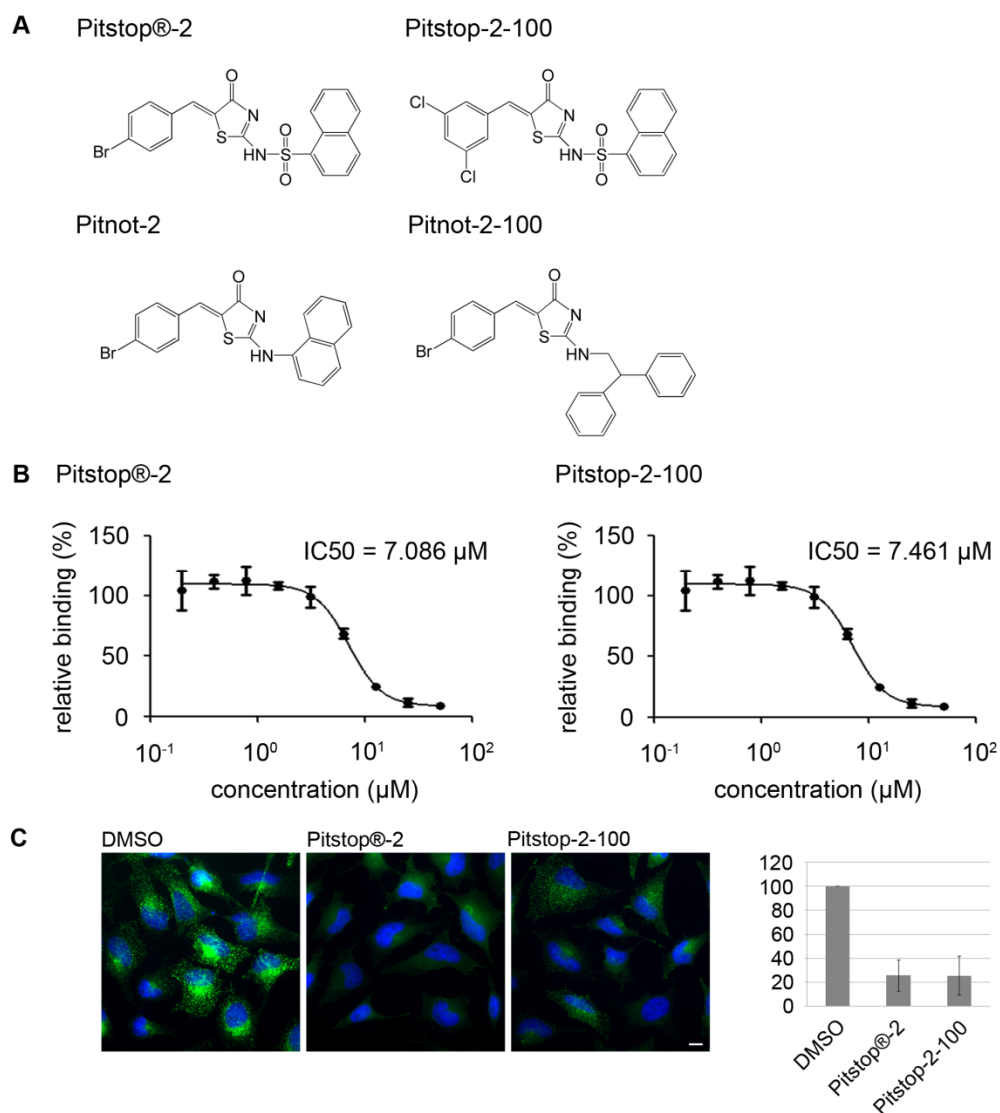 A Pitstop®-2 Pitstop-2-100
O N S HN S O O Br
Cl O N S HN S O O Cl
Pitnot-2 Pitnot-2-100
O N S HN Br
O N S HN Br
B Pitstop®-2 Pitstop-2-100
relative binding (%)
150
100
50
0
IC50 = 7.086 µM
10⁻¹ 10⁰ 10¹ 10²
concentration (µM)
relative binding (%)
150
100
50
0
IC50 = 7.461 µM
10⁻¹ 10⁰ 10¹ 10²
concentration (µM)
C DMSO Pitstop®-2 Pitstop-2-100
120
100
80
60
40
20
0
DMSO
Pitstop®-2
Pitstop-2-100